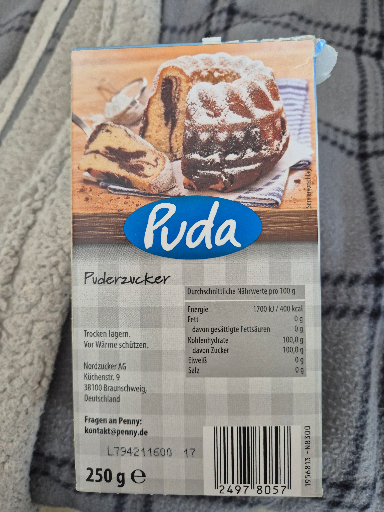 Puda
Puderzucker
Durchschnittliche Nährwerte pro 100 g
Energie 1700 kJ / 400 kcal
Fett 0 g
davon gesättigte Fettsäuren 0 g
Kohlenhydrate 100,0 g
davon Zucker 100,0 g
Eiweiß 0 g
Salz 0 g
Trocken lagern.
Vor Wärme schützen.
Nordzucker AG
Küchenstr. 9
38100 Braunschweig,
Deutschland
Fragen an Penny:
kontakt@penny.de
L794211600 17
250 g ℮
2497 8057
1956813 -N8300